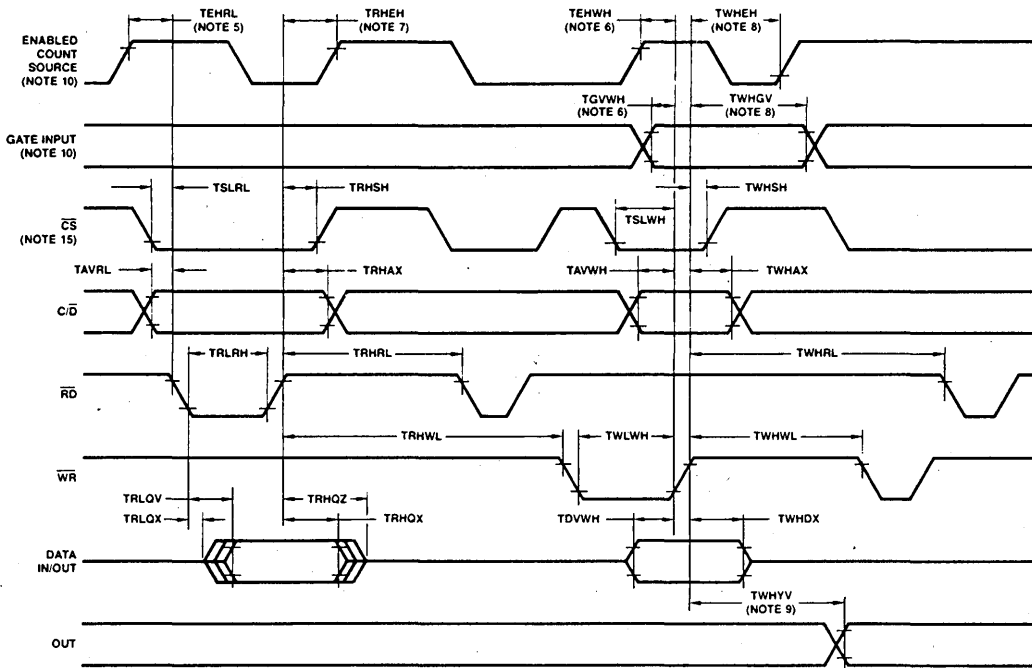 TEHRL
(NOTE 5)
TRHEH
(NOTE 7)
TEHWH
(NOTE 6)
TWHEH
(NOTE 8)
ENABLED
COUNT
SOURCE
(NOTE 10)
TGVWH
(NOTE 6)
TWHGV
(NOTE 8)
GATE INPUT
(NOTE 10)
TSLRL
TRHSH
TWHSH
TSLWH
CS
(NOTE 15)
TAVRL
TRHAX
TAVWH
TWHAX
C/D
TRLRH
TRHRL
TWHRL
RD
TRHWL
TWLWH
TWHWL
WR
TRLQV
TRHQZ
TRLQX
TRHQX
TDVWH
TWHDX
DATA
IN/OUT
TWHYV
(NOTE 9)
OUT